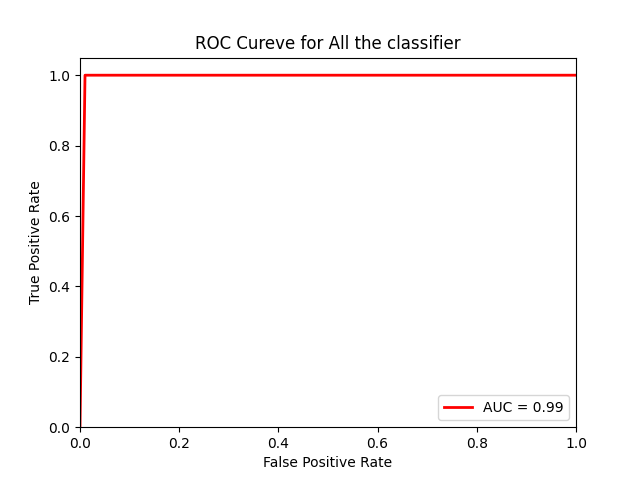 ROC Cureve for All the classifier
1.0
0.8
0.6
0.4
0.2
0.0
True Positive Rate
AUC = 0.99
0.0 0.2 0.4 0.6 0.8 1.0
False Positive Rate